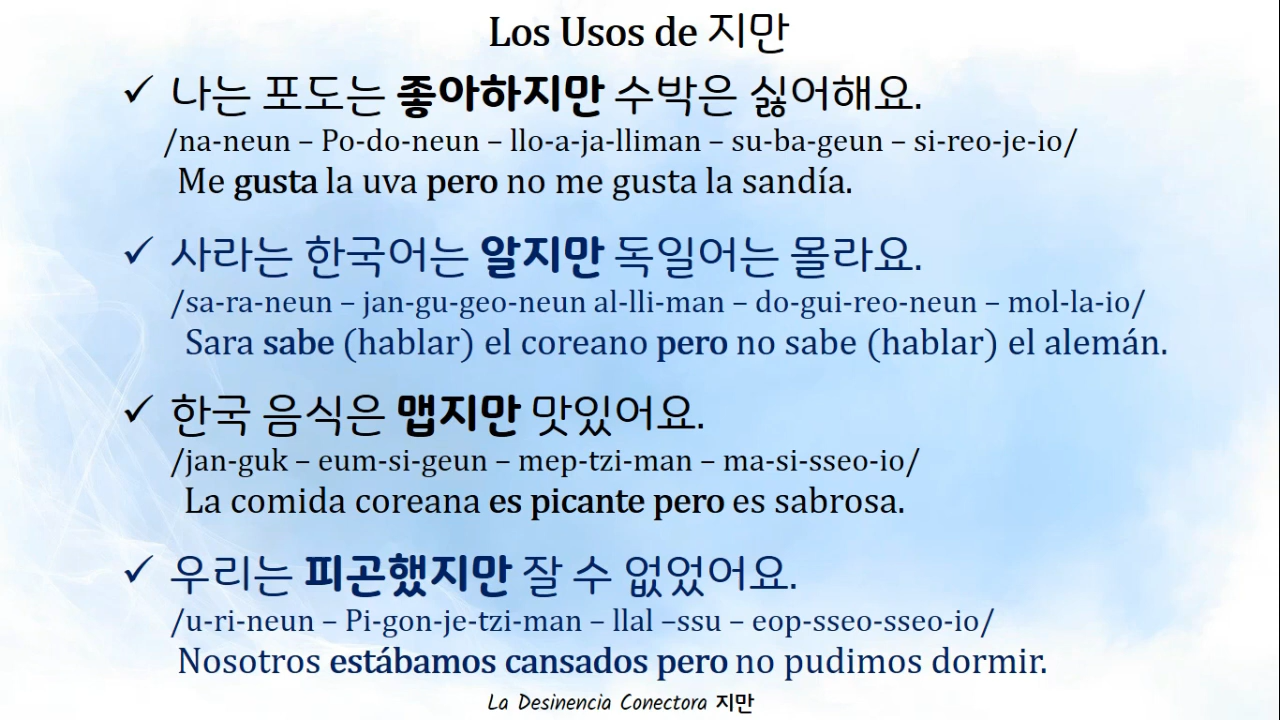 Los Usos de 지만
✓ 나는 포도는 좋아하지만 수박은 싫어해요.
/na-neun – Po-do-neun – llo-a-ja-lliman – su-ba-geun – si-reo-je-io/
Me gusta la uva pero no me gusta la sandía.
✓ 사라는 한국어는 알지만 독일어는 몰라요.
/sa-ra-neun – jan-gu-geo-neun al-lli-man – do-gui-reo-neun – mol-la-io/
Sara sabe (hablar) el coreano pero no sabe (hablar) el alemán.
✓ 한국 음식은 맵지만 맛있어요.
/jan-guk – eum-si-geun – mep-tzi-man – ma-si-sseo-io/
La comida coreana es picante pero es sabrosa.
✓ 우리는 피곤했지만 잘 수 없었어요.
/u-ri-neun – Pi-gon-je-tzi-man – llal –ssu – eop-sseo-sseo-io/
Nosotros estábamos cansados pero no pudimos dormir.
La Desinencia Conectora 지만